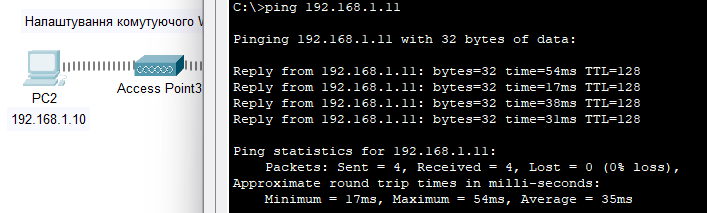 Налаштування комутуючого
PC2
192.168.1.10
Access Point3
C:\>ping 192.168.1.11
Pinging 192.168.1.11 with 32 bytes of data:
Reply from 192.168.1.11: bytes=32 time=54ms TTL=128
Reply from 192.168.1.11: bytes=32 time=17ms TTL=128
Reply from 192.168.1.11: bytes=32 time=38ms TTL=128
Reply from 192.168.1.11: bytes=32 time=31ms TTL=128
Ping statistics for 192.168.1.11:
Packets: Sent = 4, Received = 4, Lost = 0 (0% loss),
Approximate round trip times in milli-seconds:
Minimum = 17ms, Maximum = 54ms, Average = 35ms